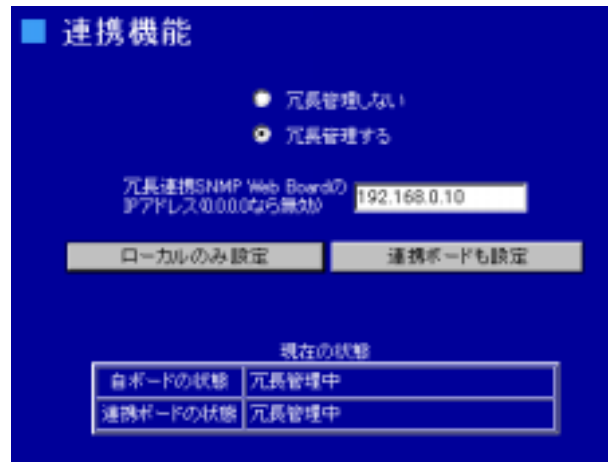 連携機能
冗長管理しない
冗長管理する
冗長連携SNMP Web Boardの
IPアドレス(0.0.0.0なら無効)
192.168.0.10
ローカルのみ設定 連携ボードも設定
現在の状態
自ボードの状態 冗長管理中
連携ボードの状態 冗長管理中